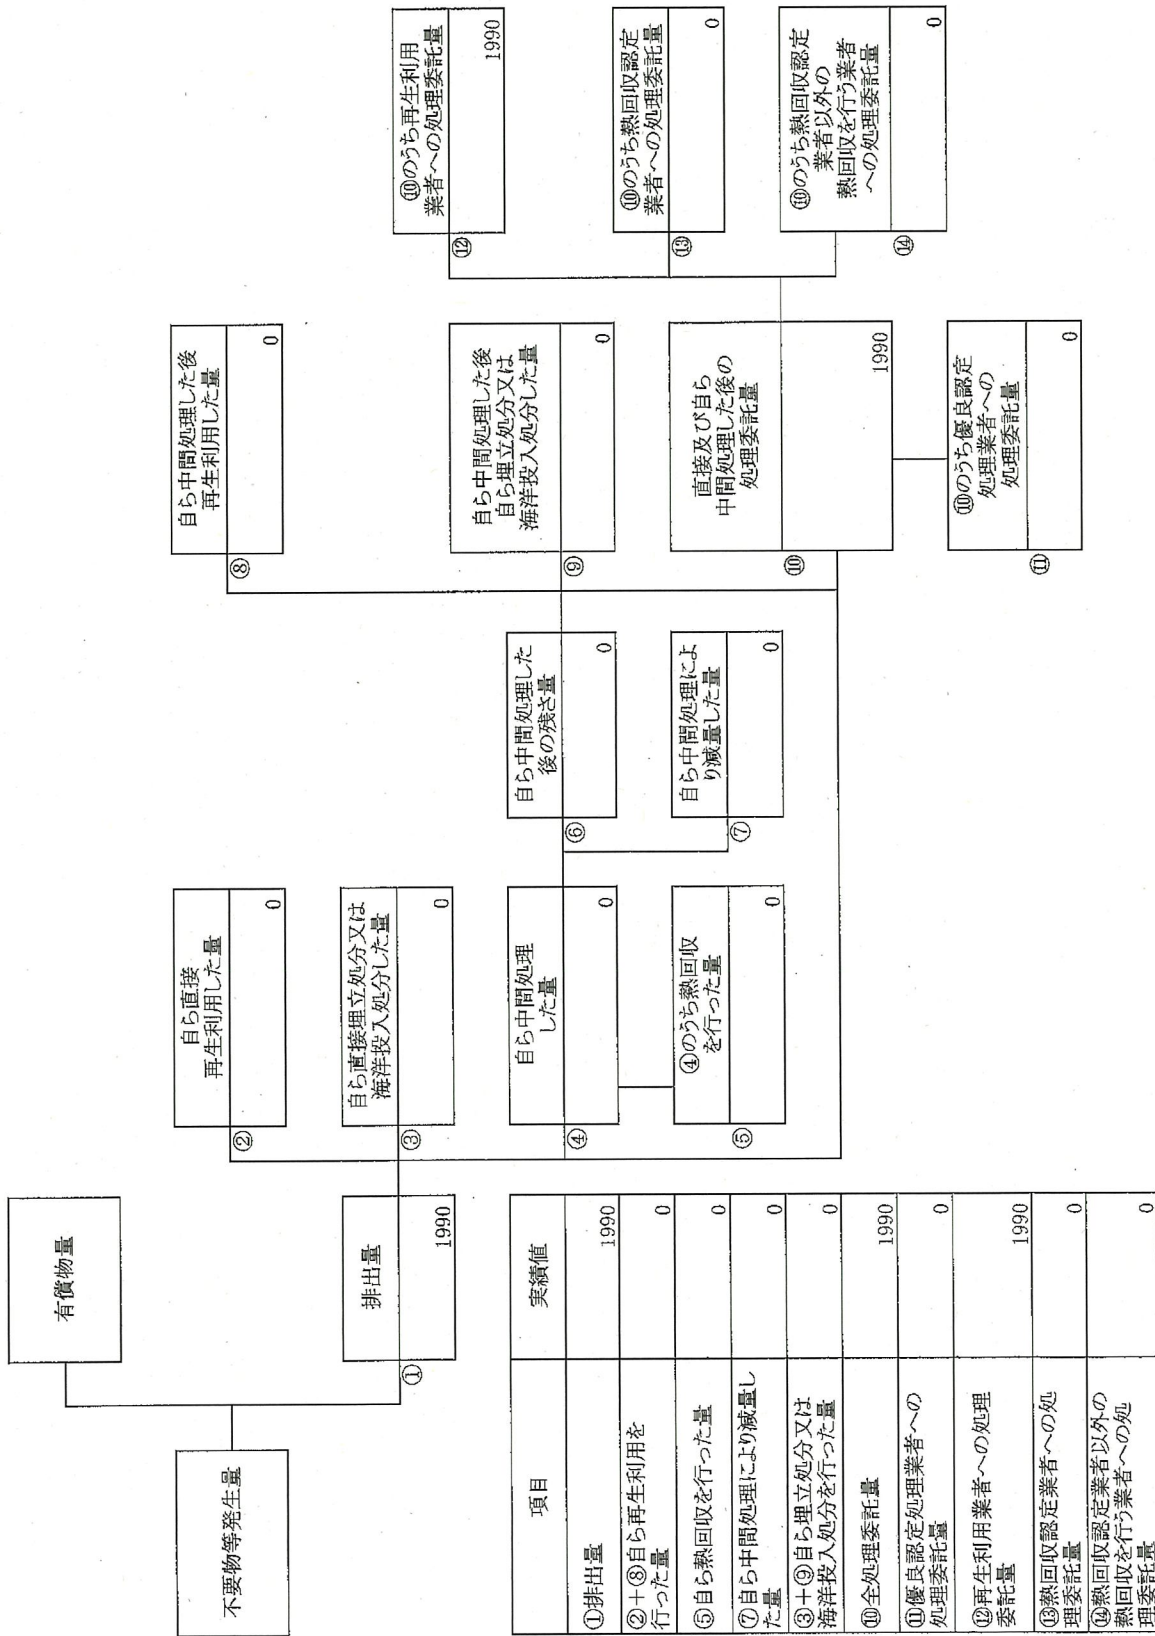 不要物等発生量
有償物量
①
排出量
1990
②
自ら直接
再生利用した量
0
③
自ら直接埋立処分又は
海洋投入処分した量
0
④
自ら中間処理
した量
0
⑤
④のうち熱回収
を行った量
0
⑥
自ら中間処理した
後の残さ量
0
⑦
自ら中間処理によ
り減量した量
0
⑧
自ら中間処理した後
再生利用した量
0
⑨
自ら中間処理した後
自ら埋立処分又は
海洋投入処分した量
0
⑩
直接及び自ら
中間処理した後の
処理委託量
1990
⑪
⑩のうち優良認定
処理業者への
処理委託量
0
⑫
⑩のうち再生利用
業者への処理委託量
1990
⑬
⑩のうち熱回収認定
業者への処理委託量
0
⑭
⑩のうち熱回収認定
業者以外の
熱回収を行う業者
への処理委託量
0
項目 実績値
①排出量 1990
②+⑧自ら再生利用を
行った量 0
⑤自ら熱回収を行った量 0
⑦自ら中間処理により減量し
た量 0
③+⑨自ら埋立処分又は
海洋投入処分を行った量 0
⑩全処理委託量 1990
⑪優良認定処理業者への
処理委託量 0
⑫再生利用業者への処理
委託量 1990
⑬熱回収認定業者への処
理委託量 0
⑭熱回収認定業者以外の
熱回収を行う業者への処
理委託量 0